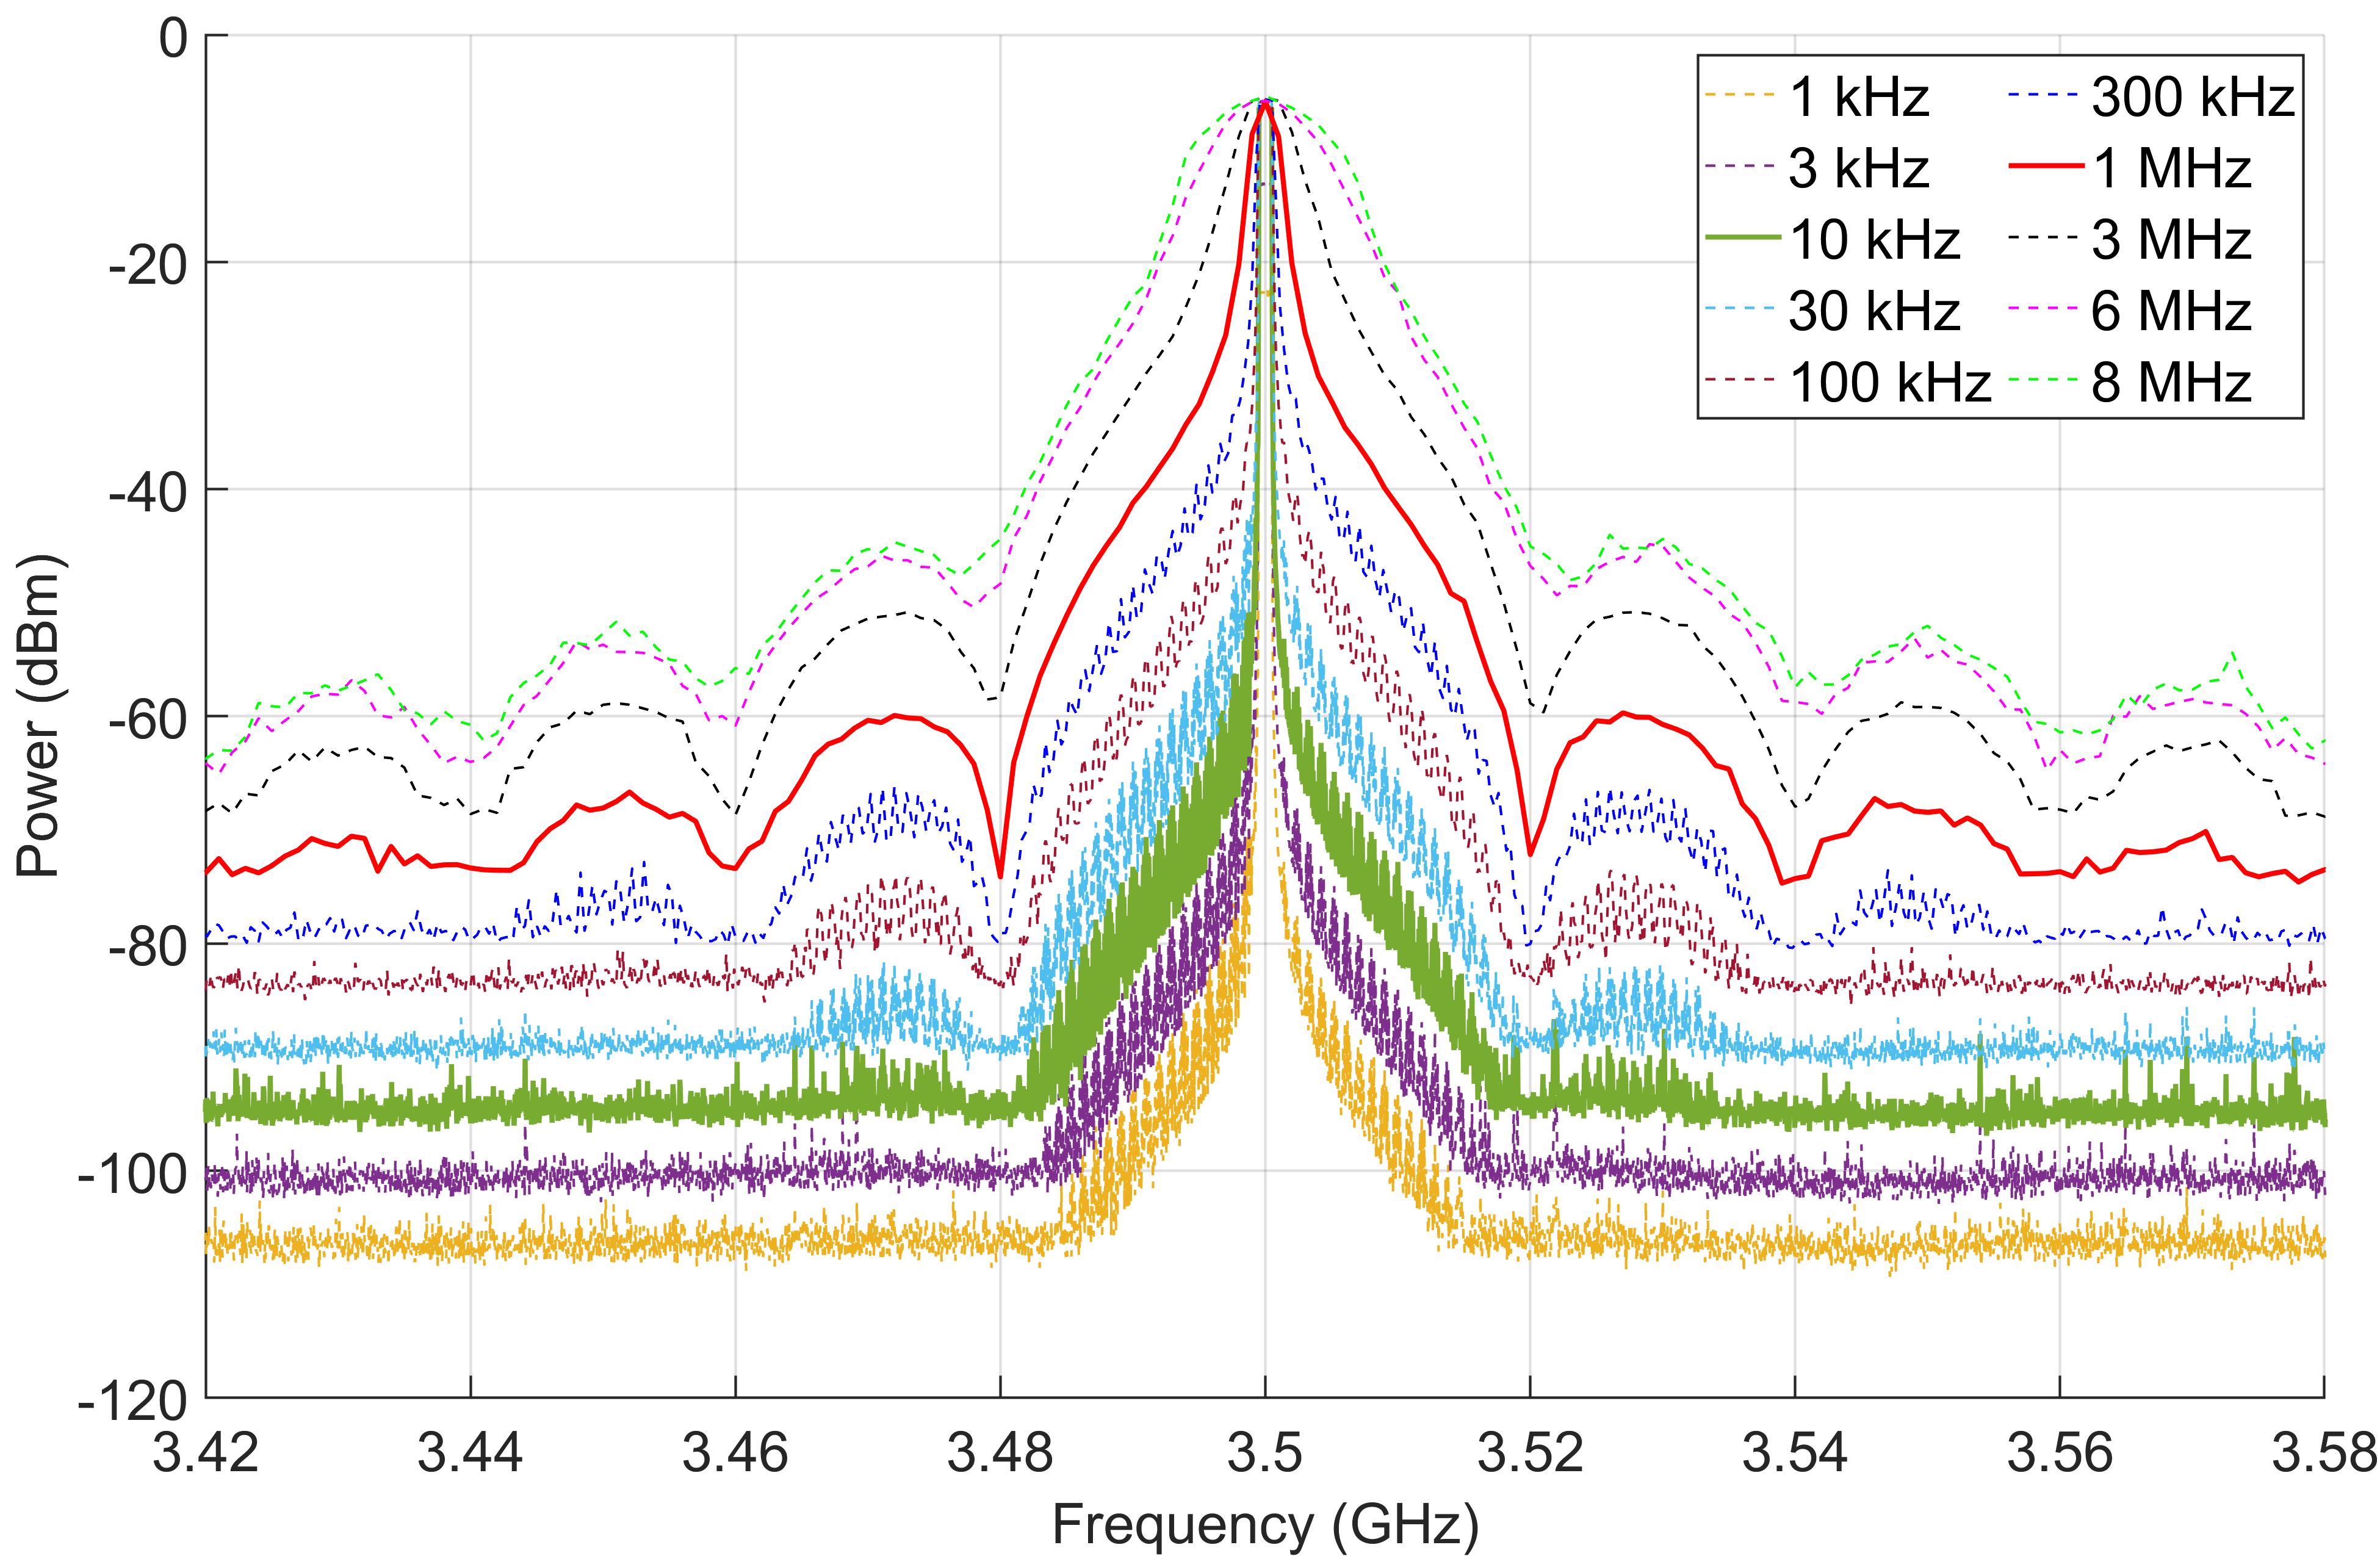 0
-20
-40
-60
-80
-100
-120
Power (dBm)
3.42 3.44 3.46 3.48 3.5 3.52 3.54 3.56 3.58
Frequency (GHz)
1 kHz 300 kHz
3 kHz 1 MHz
10 kHz 3 MHz
30 kHz 6 MHz
100 kHz 8 MHz